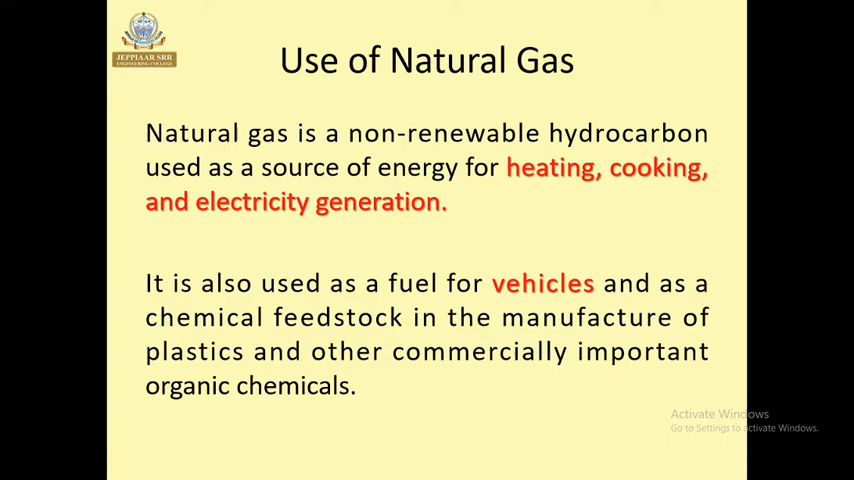 JEPPIAAR SRR
ENGINEERING COLLEGE
Use of Natural Gas
Natural gas is a non-renewable hydrocarbon
used as a source of energy for heating, cooking,
and electricity generation.
It is also used as a fuel for vehicles and as a
chemical feedstock in the manufacture of
plastics and other commercially important
organic chemicals.
Activate Windows
Go to Settings to activate Windows.